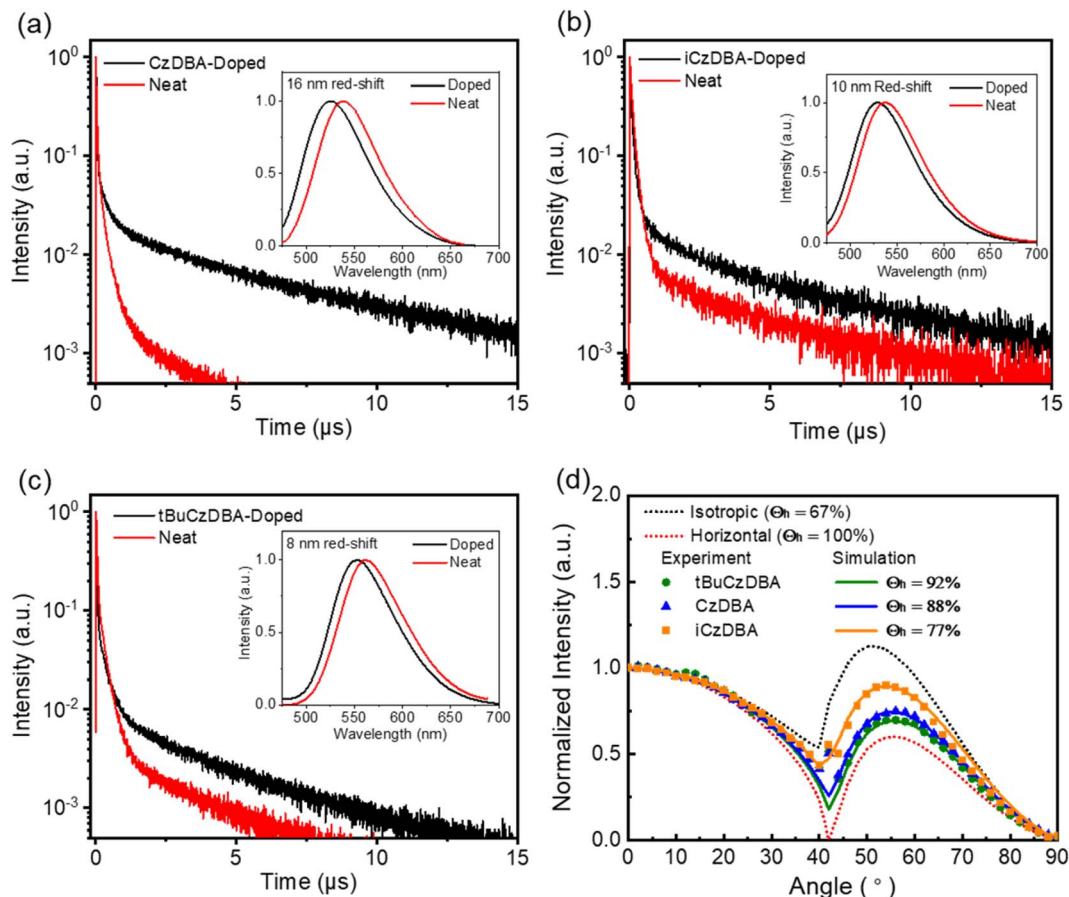 (a)
10⁰
10⁻¹
10⁻²
10⁻³
Intensity (a.u.)
CzDBA-Doped
Neat
16 nm red-shift
Doped
Neat
1.0
0.5
0.0
Intensity (a.u.)
500 550 600 650 700
Wavelength (nm)
0 5 10 15
Time (μs)
(b)
10⁰
10⁻¹
10⁻²
10⁻³
Intensity (a.u.)
iCzDBA-Doped
Neat
10 nm Red-shift
Doped
Neat
1.0
0.5
0.0
Intensity (a.u.)
500 550 600 650 700
Wavelength (nm)
0 5 10 15
Time (μs)
(c)
10⁰
10⁻¹
10⁻²
10⁻³
Intensity (a.u.)
tBuCzDBA-Doped
Neat
8 nm red-shift
Doped
Neat
1.0
0.5
0.0
Intensity (a.u.)
500 550 600 650 700
Wavelength (nm)
0 5 10 15
Time (μs)
(d)
2.0
1.5
1.0
0.5
0.0
Normalized Intensity (a.u.)
Isotropic (Θh = 67%)
Horizontal (Θh = 100%)
Experiment Simulation
tBuCzDBA Θh = 92%
CzDBA Θh = 88%
iCzDBA Θh = 77%
0 10 20 30 40 50 60 70 80 90
Angle ( ° )